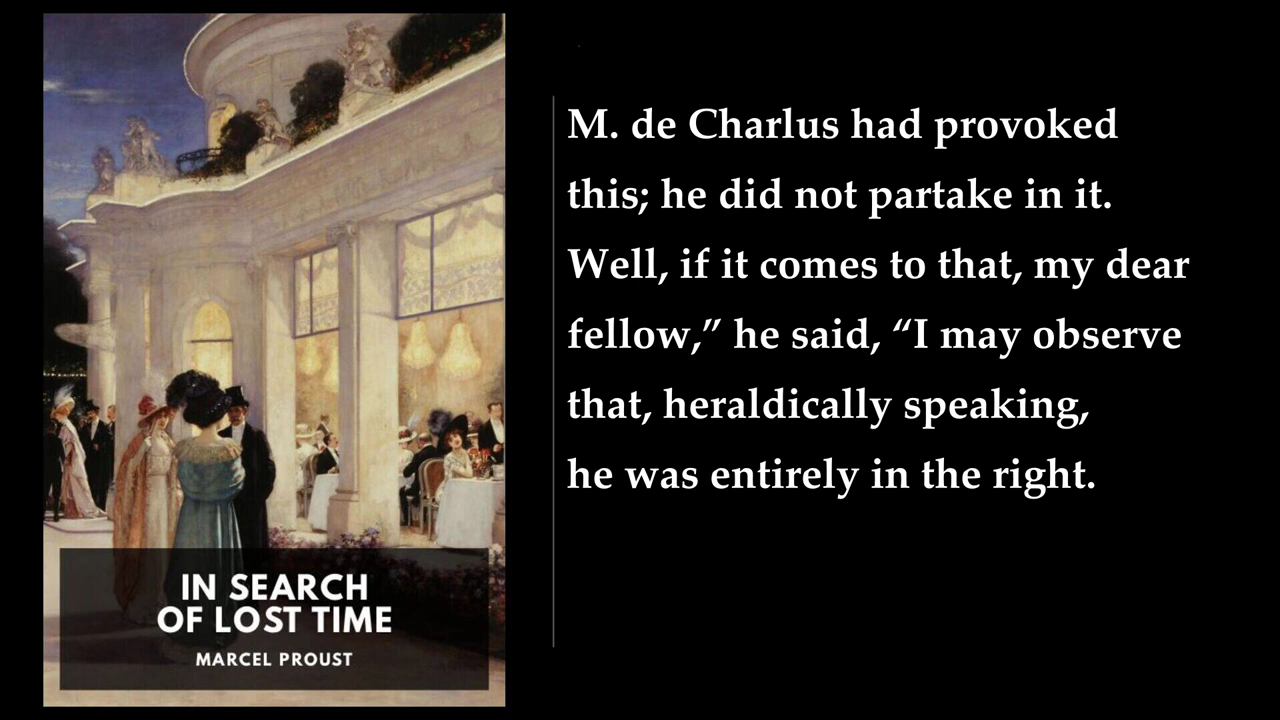 M. de Charlus had provoked
this; he did not partake in it.
Well, if it comes to that, my dear
fellow,” he said, “I may observe
that, heraldically speaking,
he was entirely in the right.
IN SEARCH
OF LOST TIME
MARCEL PROUST